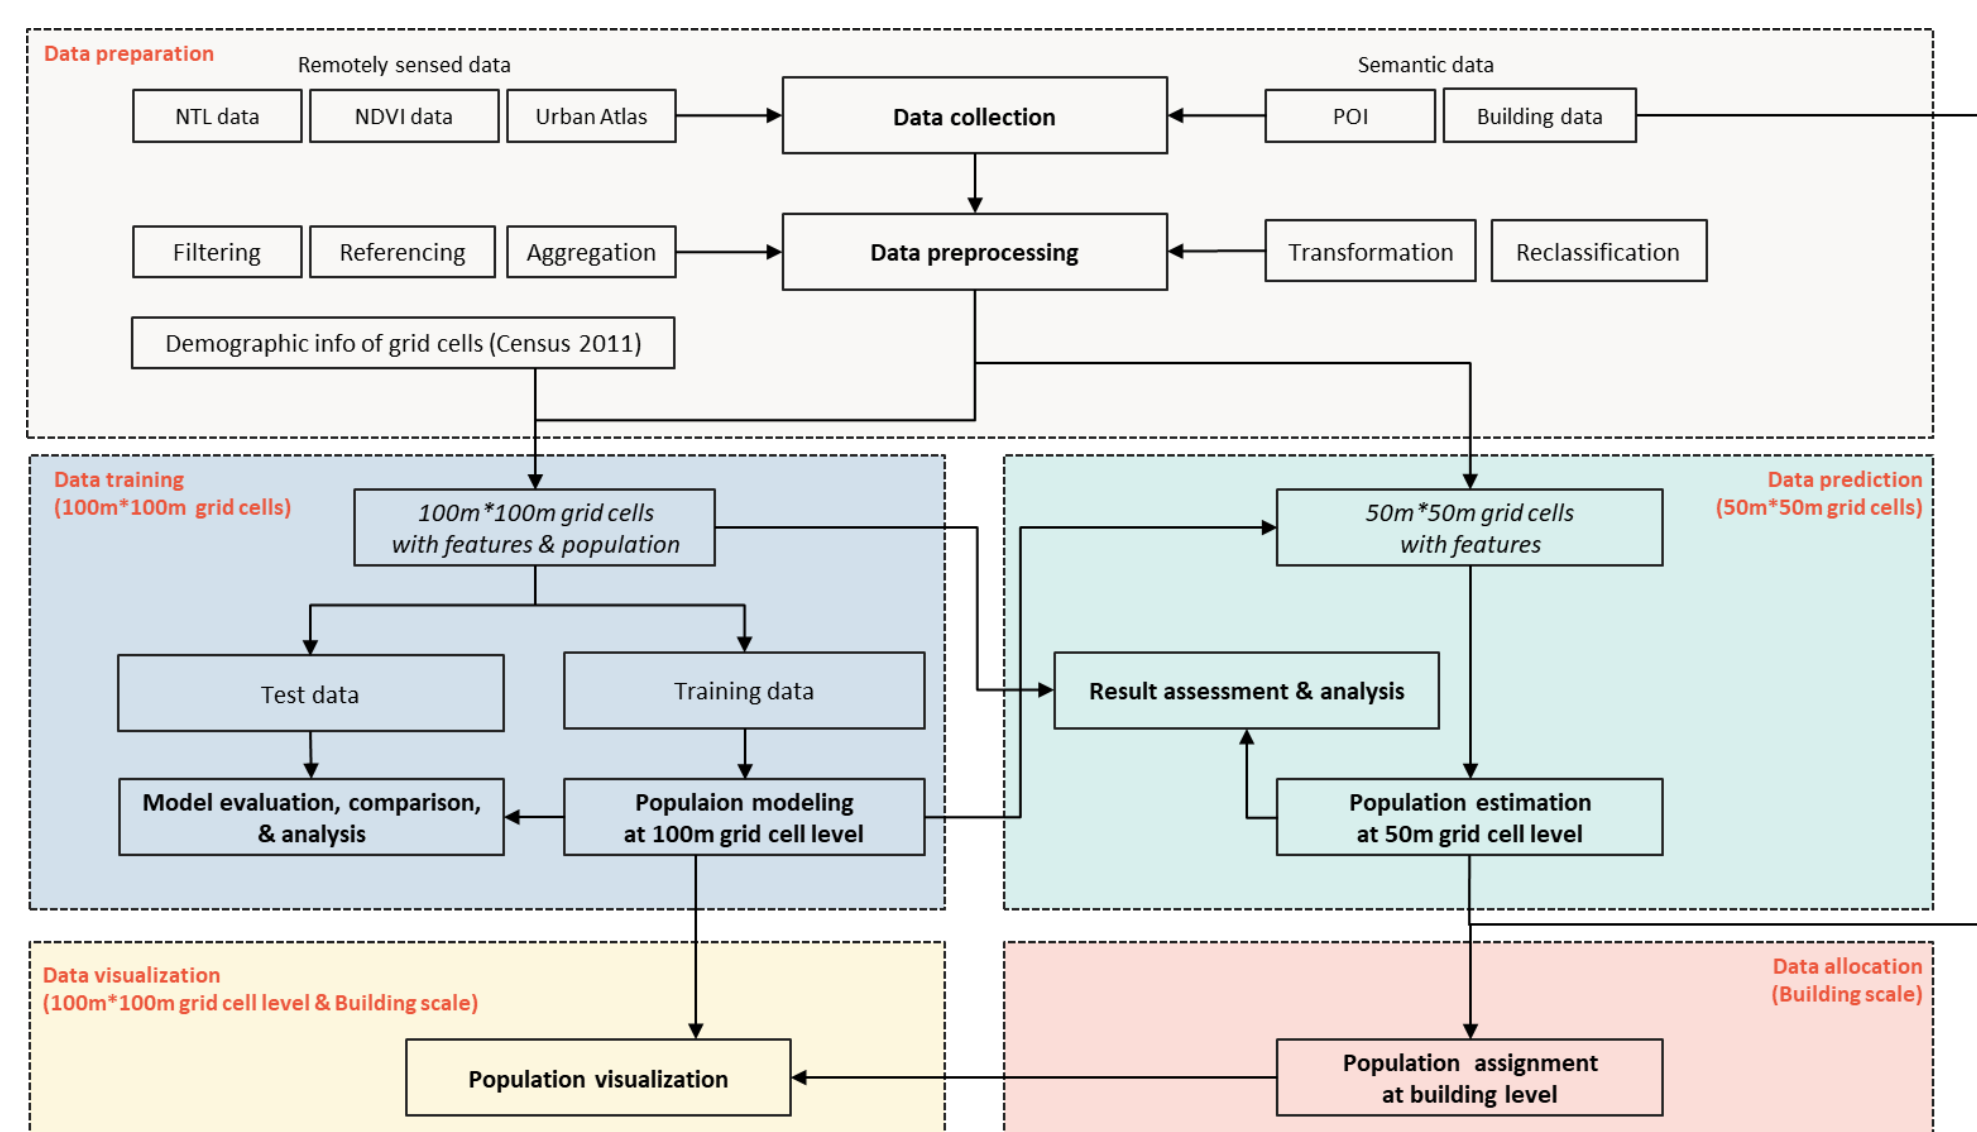 Data preparation
Remotely sensed data
Semantic data
NTL data
NDVI data
Urban Atlas
Data collection
POI
Building data
Filtering
Referencing
Aggregation
Data preprocessing
Transformation
Reclassification
Demographic info of grid cells (Census 2011)
Data training
(100m*100m grid cells)
100m*100m grid cells
with features & population
Test data
Training data
Model evaluation, comparison,
& analysis
Populaion modeling
at 100m grid cell level
Data prediction
(50m*50m grid cells)
50m*50m grid cells
with features
Result assessment & analysis
Population estimation
at 50m grid cell level
Data visualization
(100m*100m grid cell level & Building scale)
Population visualization
Data allocation
(Building scale)
Population assignment
at building level